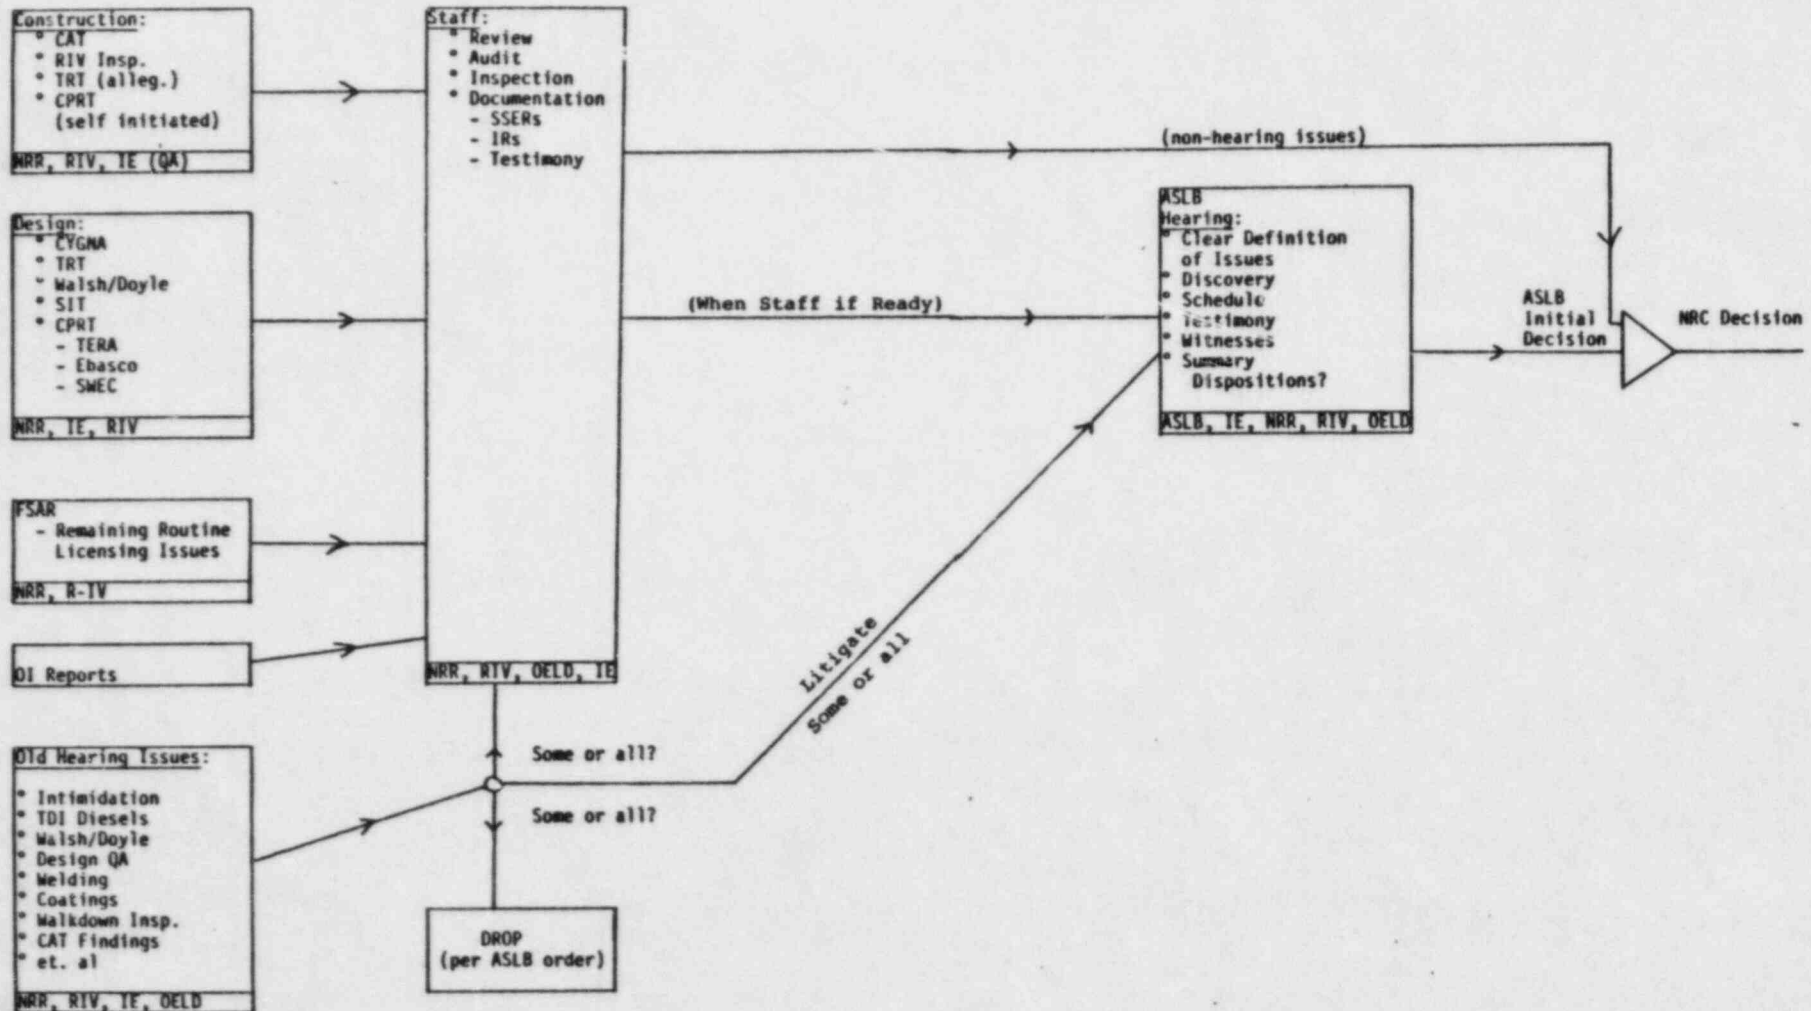 Construction:
° CAT
° RIV Insp.
° TRT (alleg.)
° CPRT
(self initiated)
NRR, RIV, IE (QA)
Design:
° CYGNA
° TRT
° Walsh/Doyle
° SIT
° CPRT
- TERA
- Ebasco
- SWEC
NRR, IE, RIV
FSAR
- Remaining Routine
Licensing Issues
NRR, R-IV
OI Reports
Old Hearing Issues:
° Intimidation
° TDI Diesels
° Walsh/Doyle
° Design QA
° Welding
° Coatings
° Walkdown Insp.
° CAT Findings
° et. al
NRR, RIV, IE, OELD
Staff:
° Review
° Audit
° Inspection
° Documentation
- SSERs
- IRs
- Testimony
NRR, RIV, OELD, IE
Some or all?
Some or all?
DROP
(per ASLB order)
(non-hearing issues)
(When Staff if Ready)
Litigate
Some or all
ASLB
Hearing:
° Clear Definition
of Issues
° Discovery
° Schedule
° Testimony
° Witnesses
° Summary
Dispositions?
ASLB, IE, NRR, RIV, OELD
ASLB
Initial
Decision
NRC Decision